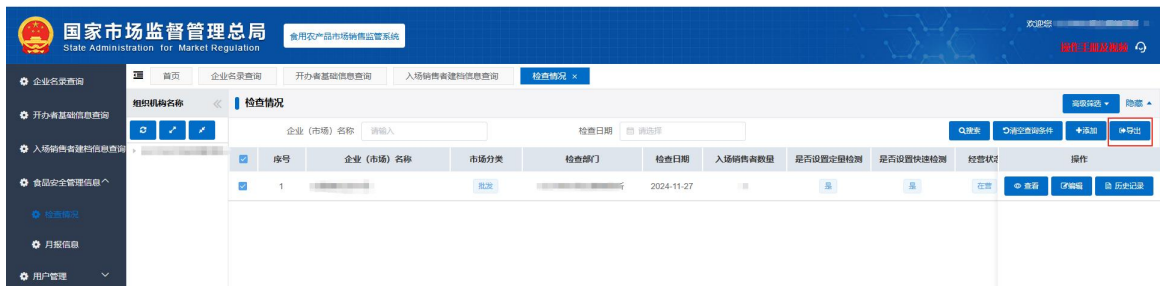 国家市场监督管理总局
State Administration for Market Regulation
食用农产品市场销售监管系统
欢迎您
操作手册及视频
企业名录查询
开办者基础信息查询
入场销售者建档信息查询
食品安全管理信息
检查情况
月报信息
用户管理
首页
企业名录查询
开办者基础信息查询
入场销售者建档信息查询
检查情况 ×
组织机构名称
检查情况
高级筛选
隐藏
企业（市场）名称 请输入
检查日期 请选择
搜索
清空查询条件
+添加
导出
序号 企业（市场）名称 市场分类 检查部门 检查日期 入场销售者数量 是否设置定量检测 是否设置快速检测 经营状态 操作
1 批发 2024-11-27 是 是 在营 查看 编辑 历史记录